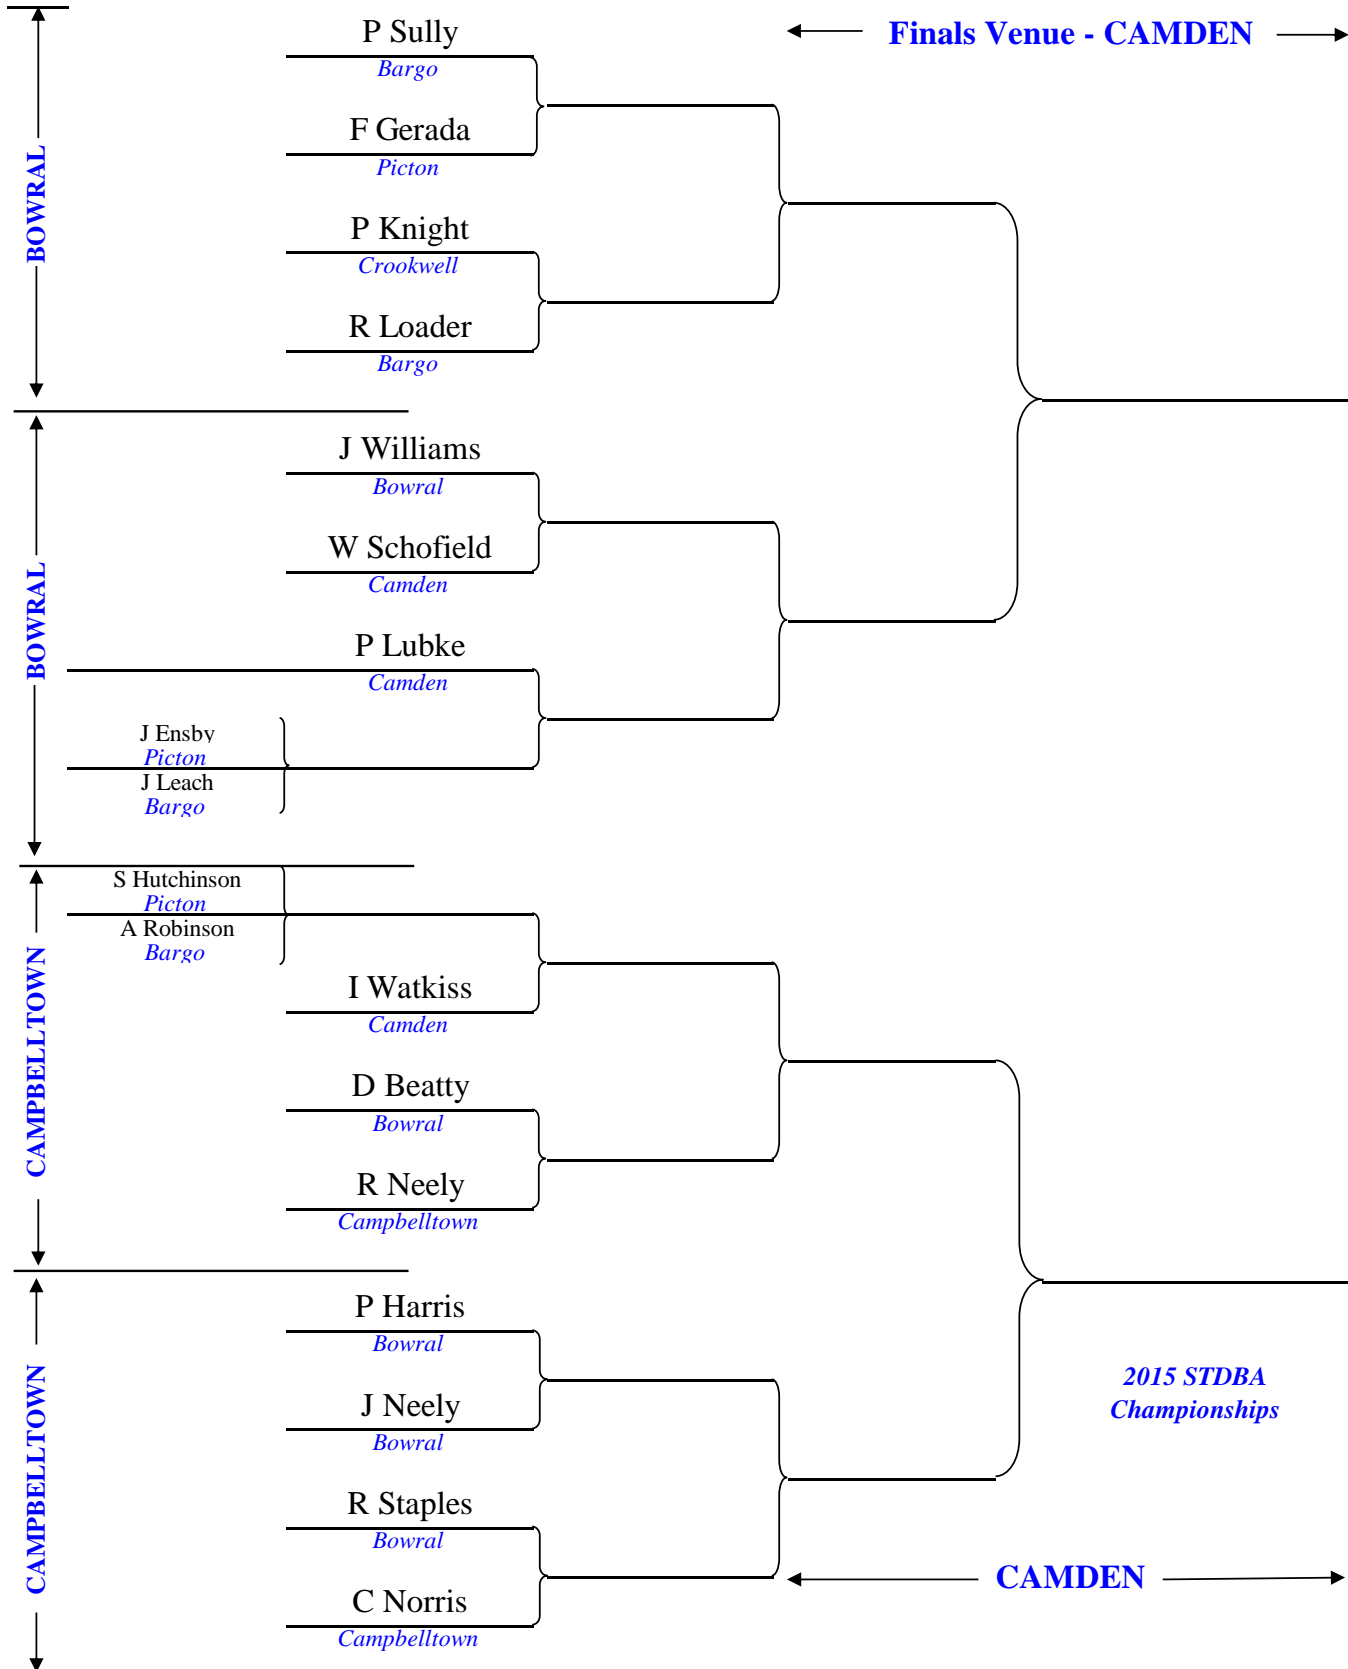 P Sully
Finals Venue - CAMDEN
Bargo
F Gerada
Picton
BOWRAL
P Knight
Crookwell
R Loader
Bargo
J Williams
Bowral
W Schofield
Camden
BOWRAL
P Lubke
Camden
J Ensby
Picton
J Leach
Bargo
S Hutchinson
Picton
A Robinson
Bargo
I Watkiss
Camden
CAMPBELLTOWN
D Beatty
Bowral
R Neely
Campbelltown
P Harris
Bowral
2015 STDBA
Championships
J Neely
Bowral
CAMPBELLTOWN
R Staples
Bowral
CAMDEN
C Norris
Campbelltown